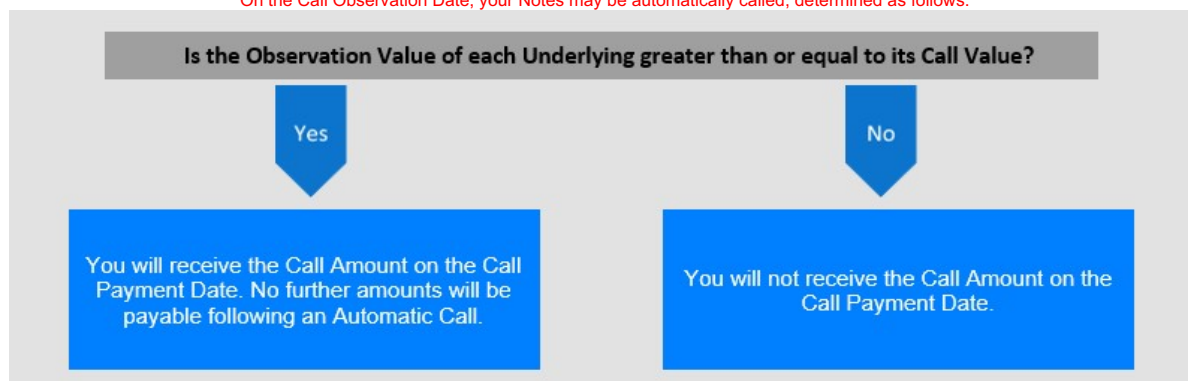 On the Call Observation Date, your Notes may be automatically called, determined as follows:
Is the Observation Value of each Underlying greater than or equal to its Call Value?
Yes
No
You will receive the Call Amount on the Call
Payment Date. No further amounts will be
payable following an Automatic Call.
You will not receive the Call Amount on the
Call Payment Date.